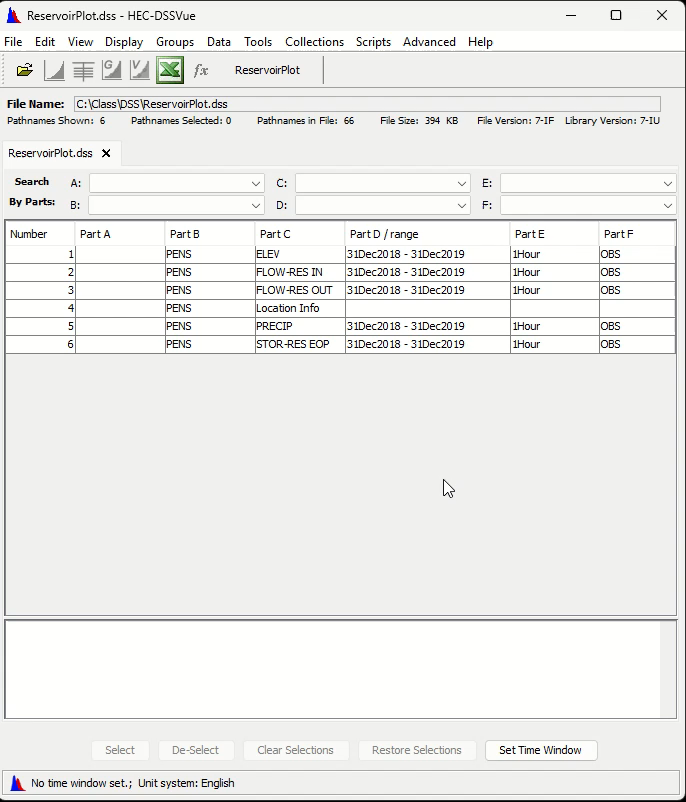 ReservoirPlot.dss - HEC-DSSVue
File Edit View Display Groups Data Tools Collections Scripts Advanced Help
G V fx ReservoirPlot
File Name: C:\Class\DSS\ReservoirPlot.dss
Pathnames Shown: 6 Pathnames Selected: 0 Pathnames in File: 66 File Size: 394 KB File Version: 7-IF Library Version: 7-IU
ReservoirPlot.dss
Search A: C: E:
By Parts: B: D: F:
Number Part A Part B Part C Part D / range Part E Part F
1 PENS ELEV 31Dec2018 - 31Dec2019 1Hour OBS
2 PENS FLOW-RES IN 31Dec2018 - 31Dec2019 1Hour OBS
3 PENS FLOW-RES OUT 31Dec2018 - 31Dec2019 1Hour OBS
4 PENS Location Info
5 PENS PRECIP 31Dec2018 - 31Dec2019 1Hour OBS
6 PENS STOR-RES EOP 31Dec2018 - 31Dec2019 1Hour OBS
Select De-Select Clear Selections Restore Selections Set Time Window
No time window set.; Unit system: English